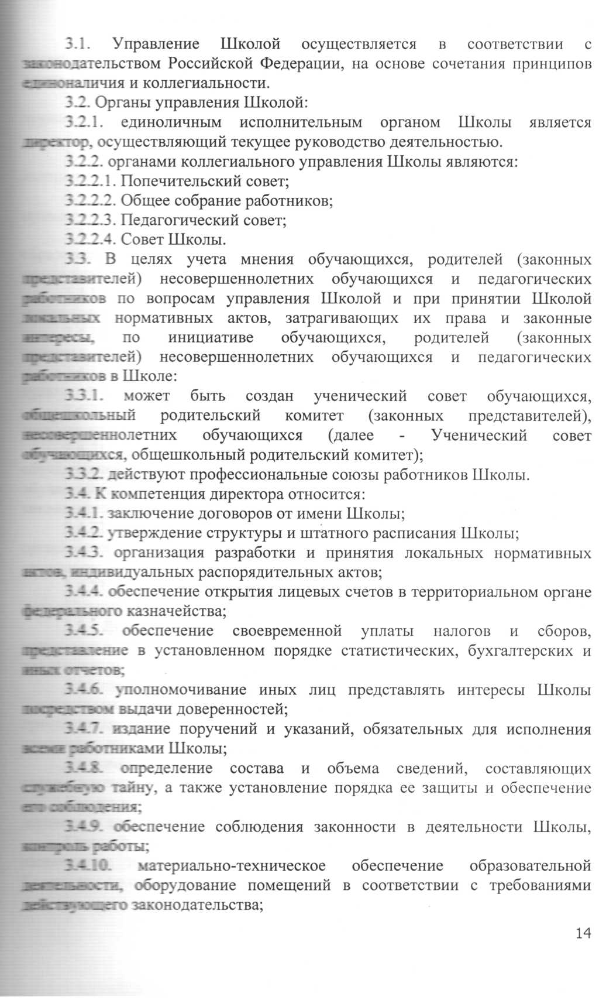 3.1. Управление Школой осуществляется в соответствии с
законодательством Российской Федерации, на основе сочетания принципов
единоналичия и коллегиальности.
3.2. Органы управления Школой:
3.2.1. единоличным исполнительным органом Школы является
директор, осуществляющий текущее руководство деятельностью.
3.2.2. органами коллегиального управления Школы являются:
3.2.2.1. Попечительский совет;
3.2.2.2. Общее собрание работников;
3.2.2.3. Педагогический совет;
3.2.2.4. Совет Школы.
3.3. В целях учета мнения обучающихся, родителей (законных
представителей) несовершеннолетних обучающихся и педагогических
работников по вопросам управления Школой и при принятии Школой
локальных нормативных актов, затрагивающих их права и законные
интересы, по инициативе обучающихся, родителей (законных
представителей) несовершеннолетних обучающихся и педагогических
работников в Школе:
3.3.1. может быть создан ученический совет обучающихся,
общешкольный родительский комитет (законных представителей),
несовершеннолетних обучающихся (далее - Ученический совет
обучающихся, общешкольный родительский комитет);
3.3.2. действуют профессиональные союзы работников Школы.
3.4. К компетенция директора относится:
3.4.1. заключение договоров от имени Школы;
3.4.2. утверждение структуры и штатного расписания Школы;
3.4.3. организация разработки и принятия локальных нормативных
актов, индивидуальных распорядительных актов;
3.4.4. обеспечение открытия лицевых счетов в территориальном органе
федерального казначейства;
3.4.5. обеспечение своевременной уплаты налогов и сборов,
представление в установленном порядке статистических, бухгалтерских и
иных отчетов;
3.4.6. уполномочивание иных лиц представлять интересы Школы
посредством выдачи доверенностей;
3.4.7. издание поручений и указаний, обязательных для исполнения
всеми работниками Школы;
3.4.8. определение состава и объема сведений, составляющих
служебную тайну, а также установление порядка ее защиты и обеспечение
его соблюдения;
3.4.9. обеспечение соблюдения законности в деятельности Школы,
контроль работы;
3.4.10. материально-техническое обеспечение образовательной
деятельности, оборудование помещений в соответствии с требованиями
действующего законодательства;
14